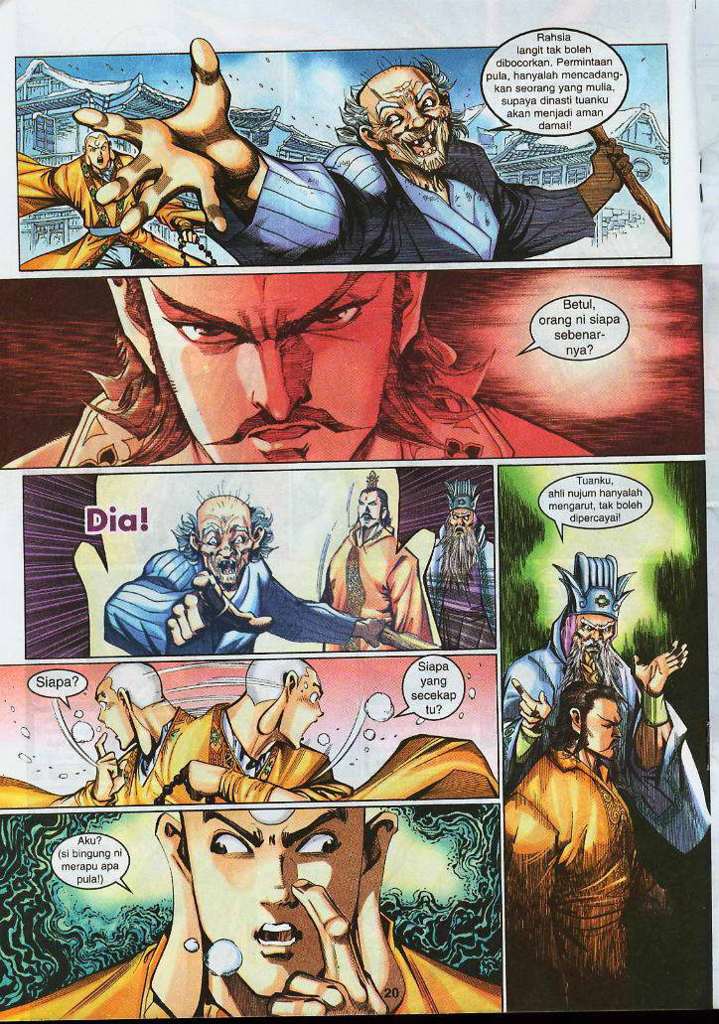 Rahsia
langit tak boleh
dibocorkan. Permintaan
pula, hanyalah mencadang-
kan seorang yang mulia,
supaya dinasti tuanku
akan menjadi aman
damai!
Betul,
orang ni siapa
sebenar-
nya?
Dia!
Tuanku,
ahli nujum hanyalah
mengarut, tak boleh
dipercayai!
Siapa?
Siapa
yang
secekap
tu?
Aku?
(si bingung ni
merapu apa
pula!)
20